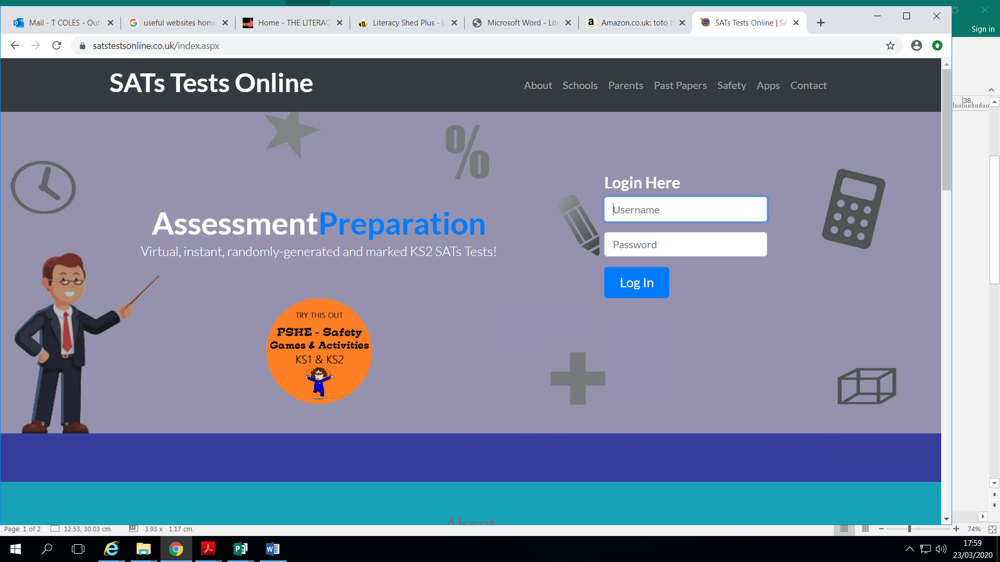 Sign in
Mail - T COLES - Out
useful websites home
Home - THE LITERAC
Literacy Shed Plus - L
Microsoft Word - Lite
Amazon.co.uk: toto t
SATs Tests Online | SA
satstestsonline.co.uk/index.aspx
SATs Tests Online
About Schools Parents Past Papers Safety Apps Contact
38
%
Login Here
Username
AssessmentPreparation
Password
Virtual, instant, randomly-generated and marked KS2 SATs Tests!
Log In
TRY THIS OUT
PSHE - Safety
Games & Activities
KS1 & KS2
About
Page: 1 of 2 12.53, 30.03 cm. 3.93 x 1.17 cm. 74%
17:59
23/03/2020